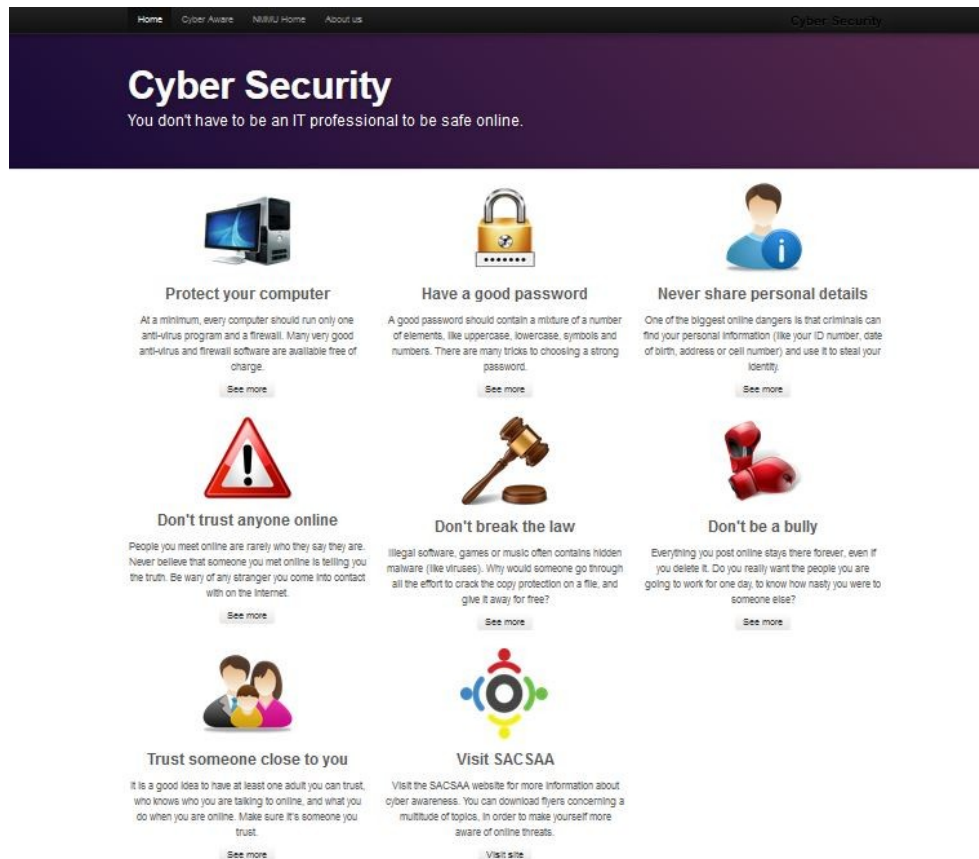 Home Cyber Aware NMMU Home About us Cyber Security
Cyber Security
You don't have to be an IT professional to be safe online.
Protect your computer
At a minimum, every computer should run only one
anti-virus program and a firewall. Many very good
anti-virus and firewall software are available free of
charge.
See more
Have a good password
A good password should contain a mixture of a number
of elements, like uppercase, lowercase, symbols and
numbers. There are many tricks to choosing a strong
password.
See more
Never share personal details
One of the biggest online dangers is that criminals can
find your personal information (like your ID number, date
of birth, address or cell number) and use it to steal your
identity.
See more
Don't trust anyone online
People you meet online are rarely who they say they are.
Never believe that someone you met online is telling you
the truth. Be wary of any stranger you come into contact
with on the Internet.
See more
Don't break the law
Illegal software, games or music often contains hidden
malware (like viruses). Why would someone go through
all the effort to crack the copy protection on a file, and
give it away for free?
See more
Don't be a bully
Everything you post online stays there forever, even if
you delete it. Do you really want the people you are
going to work for one day, to know how nasty you were to
someone else?
See more
Trust someone close to you
It is a good idea to have at least one adult you can trust,
who knows who you are talking to online, and what you
do when you are online. Make sure it's someone you
trust.
See more
Visit SACSAA
Visit the SACSAA website for more information about
cyber awareness. You can download flyers concerning a
multitude of topics, in order to make yourself more
aware of online threats.
Visit site